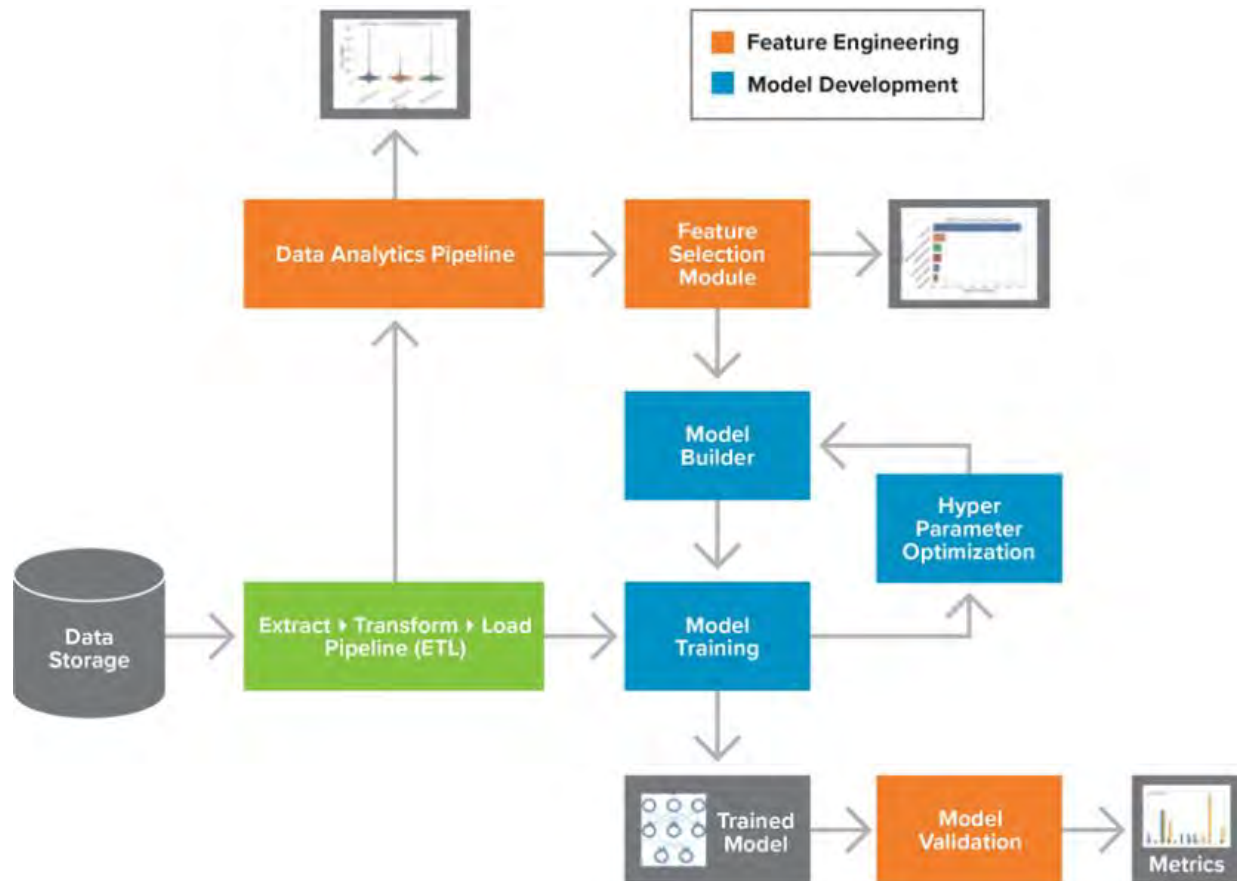 Feature Engineering
Model Development
Data Analytics Pipeline
Feature
Selection
Module
Model
Builder
Hyper
Parameter
Optimization
Data
Storage
Extract ▸ Transform ▸ Load
Pipeline (ETL)
Model
Training
Trained
Model
Model
Validation
Metrics